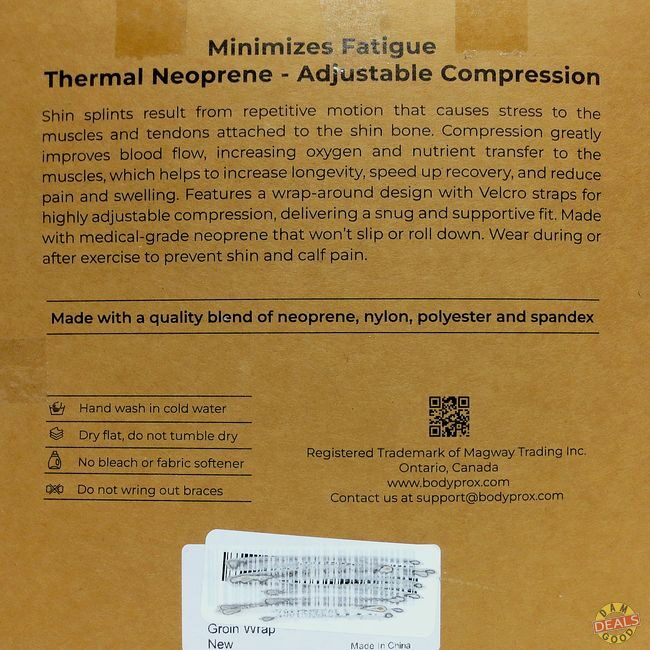 Minimizes Fatigue
Thermal Neoprene - Adjustable Compression
Shin splints result from repetitive motion that causes stress to the
muscles and tendons attached to the shin bone. Compression greatly
improves blood flow, increasing oxygen and nutrient transfer to the
muscles, which helps to increase longevity, speed up recovery, and reduce
pain and swelling. Features a wrap-around design with Velcro straps for
highly adjustable compression, delivering a snug and supportive fit. Made
with medical-grade neoprene that won't slip or roll down. Wear during or
after exercise to prevent shin and calf pain.
Made with a quality blend of neoprene, nylon, polyester and spandex
Hand wash in cold water
Dry flat, do not tumble dry
No bleach or fabric softener
Do not wring out braces
Registered Trademark of Magway Trading Inc.
Ontario, Canada
www.bodyprox.com
Contact us at support@bodyprox.com
Groin Wrap
New
Made in China
DAM
GOOD
DEALS